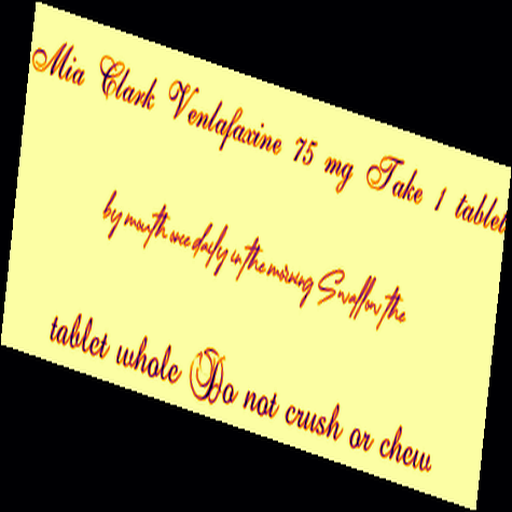 Mia Clark Venlafaxine 75 mg Take 1 tablet
by mouth once daily in the morning Swallow the
tablet whole Do not crush or chew